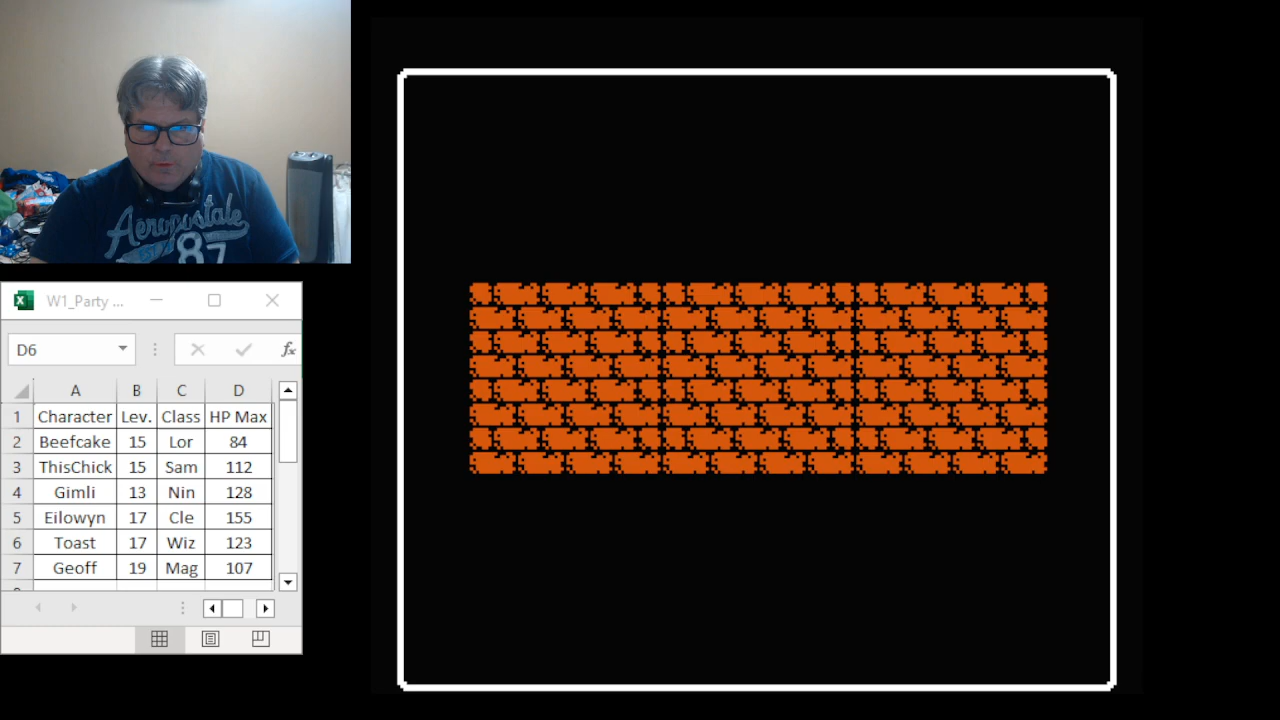 Aéropostale
87
W1_Party ...
D6
fx
A B C D
1 Character Lev. Class HP Max
2 Beefcake 15 Lor 84
3 ThisChick 15 Sam 112
4 Gimli 13 Nin 128
5 Eilowyn 17 Cle 155
6 Toast 17 Wiz 123
7 Geoff 19 Mag 107